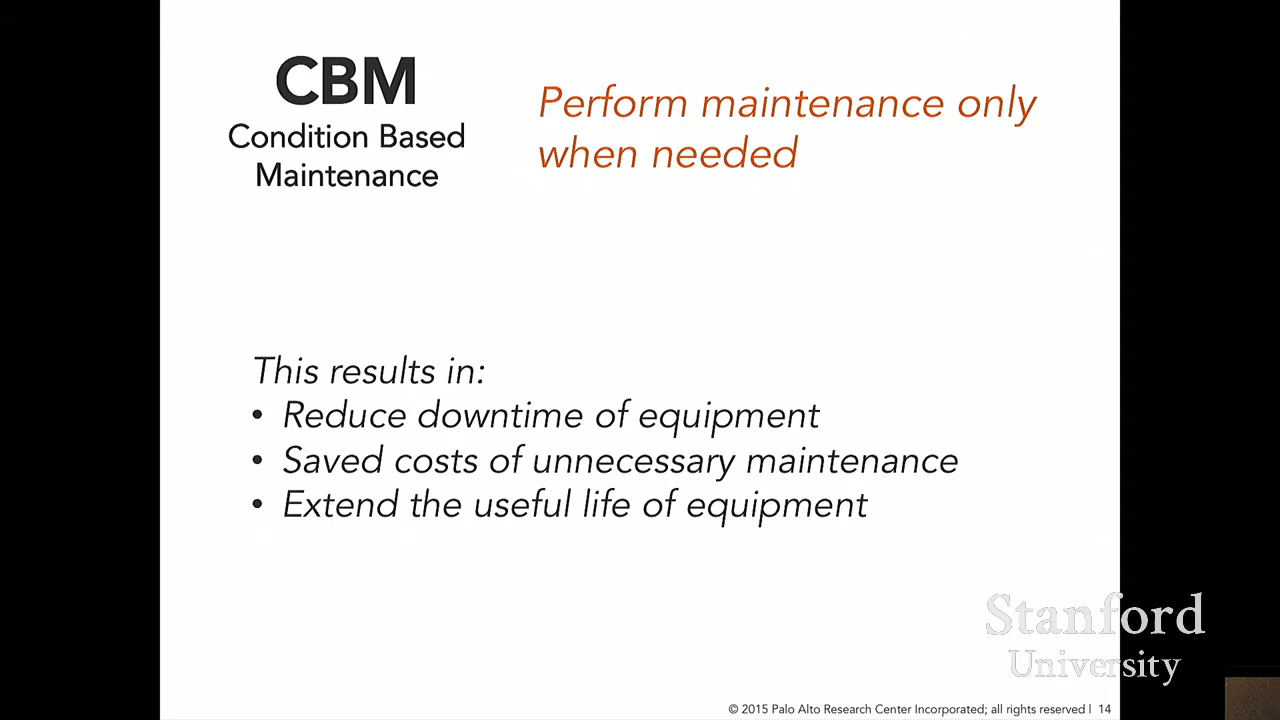 CBM
Condition Based
Maintenance
Perform maintenance only
when needed
This results in:
• Reduce downtime of equipment
• Saved costs of unnecessary maintenance
• Extend the useful life of equipment
Stanford
University
© 2015 Palo Alto Research Center Incorporated; all rights reserved | 14